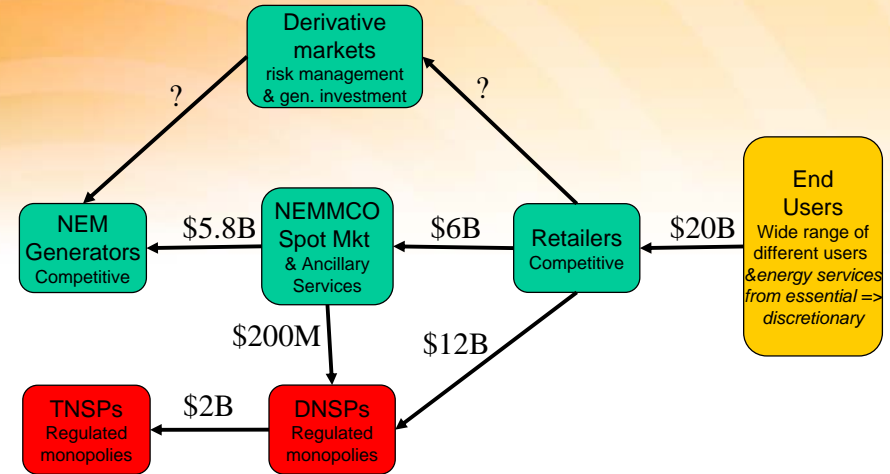 Derivative
markets
risk management
& gen. investment
?
?
NEM
Generators
Competitive
$5.8B
NEMMCO
Spot Mkt
& Ancillary
Services
$6B
Retailers
Competitive
$20B
End
Users
Wide range of
different users
&energy services
from essential =>
discretionary
$200M
$12B
TNSPs
Regulated
monopolies
$2B
DNSPs
Regulated
monopolies